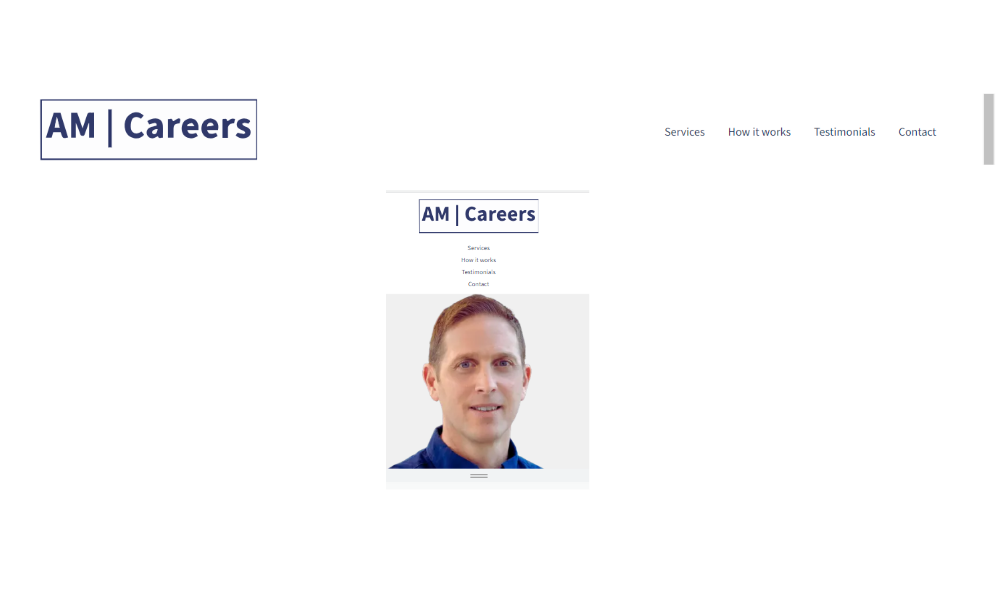 AM | Careers
Services How it works Testimonials Contact
AM | Careers
Services
How it works
Testimonials
Contact